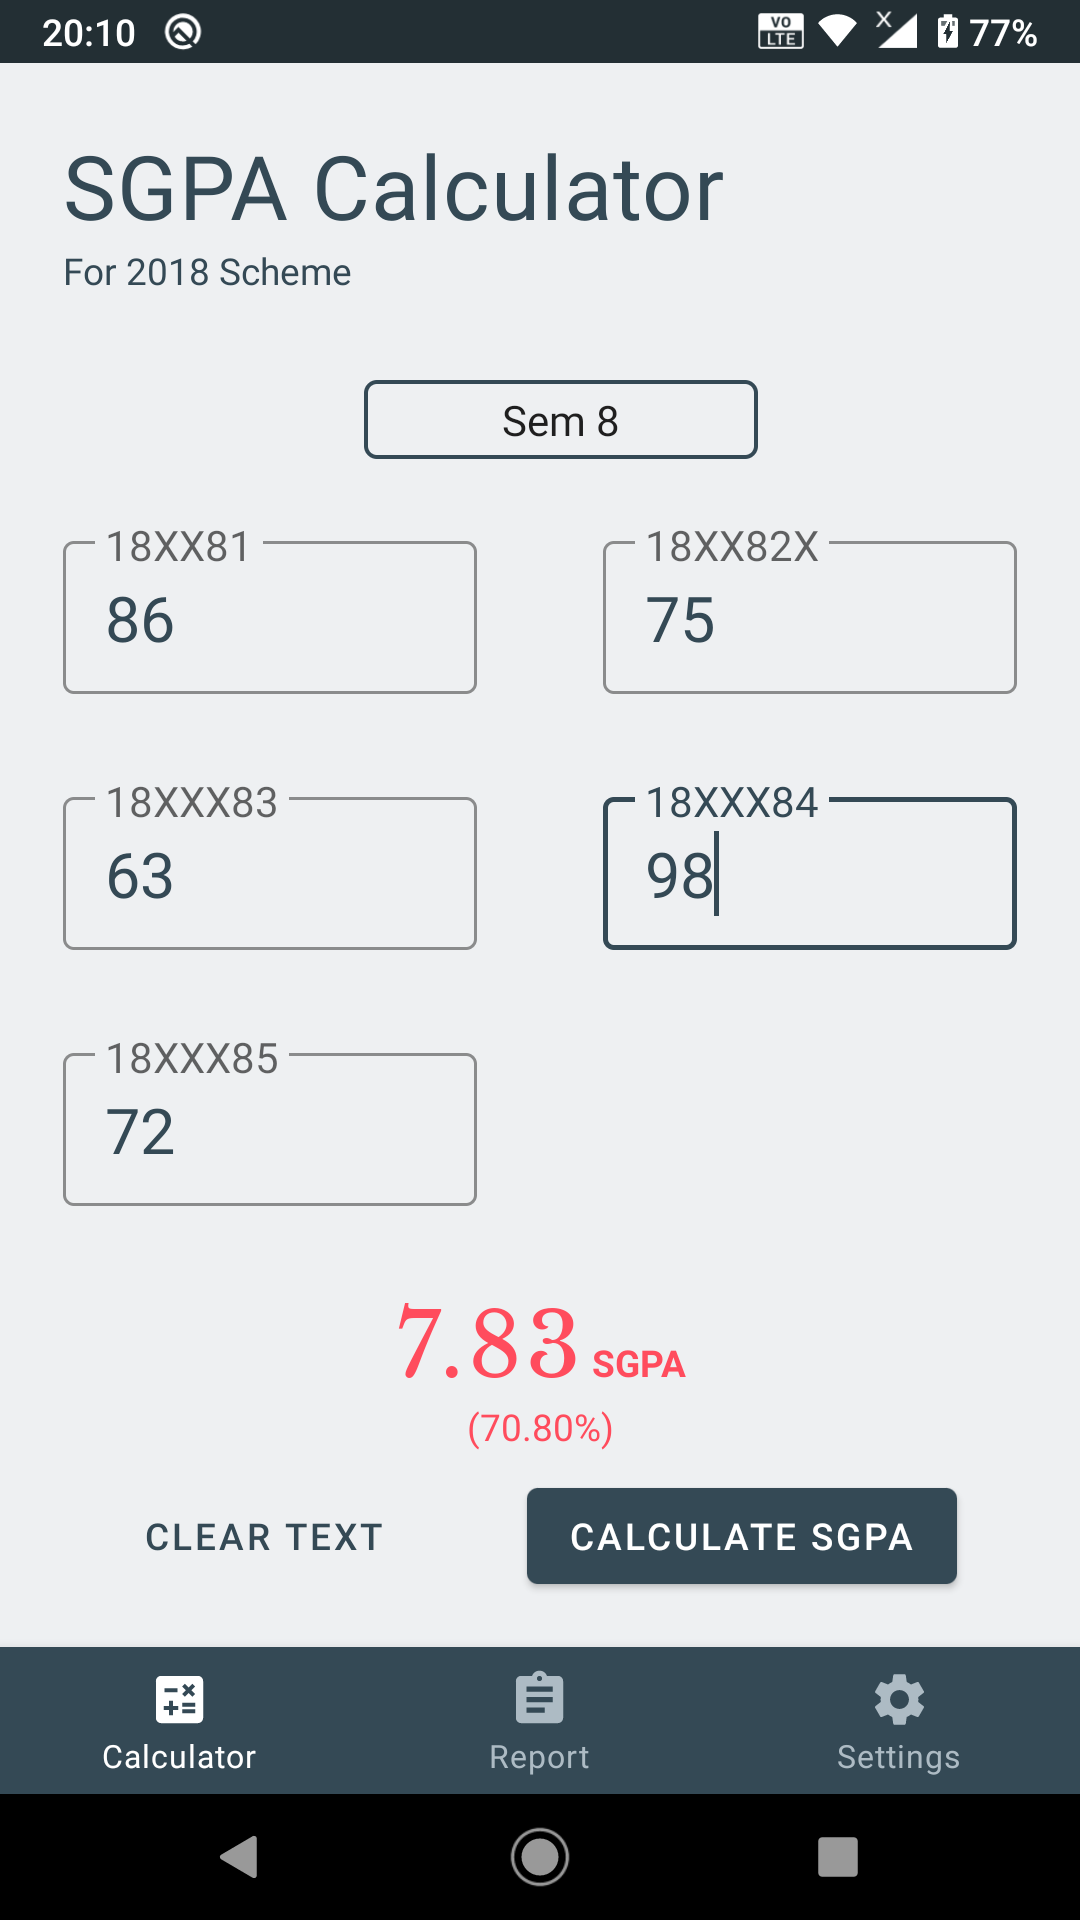 20:10 VO LTE X 77%
SGPA Calculator
For 2018 Scheme
Sem 8
18XX81 18XX82X
86 75
18XXX83 18XXX84
63 98
18XXX85
72
7.83 SGPA
(70.80%)
CLEAR TEXT CALCULATE SGPA
Calculator Report Settings